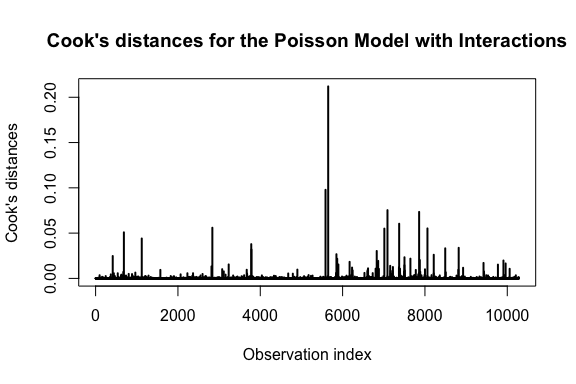 Cook's distances for the Poisson Model with Interactions
Cook's distances
0.20
0.15
0.10
0.05
0.00
0 2000 4000 6000 8000 10000
Observation index